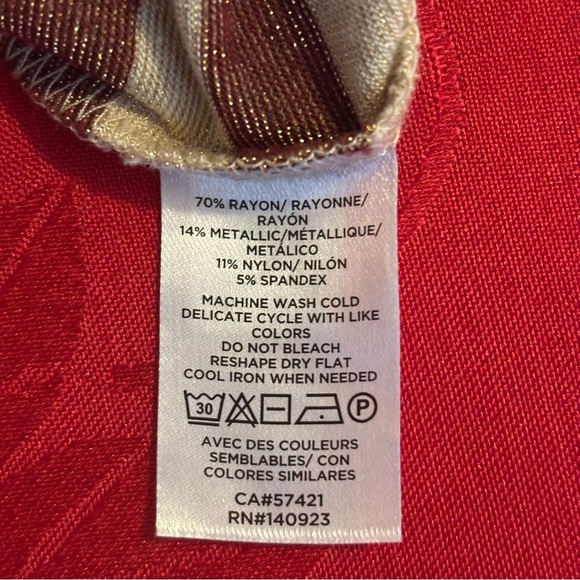 70% RAYON/ RAYONNE/
RAYÓN
14% METALLIC/MÉTALLIQUE/
METÁLICO
11% NYLON/ NILÓN
5% SPANDEX
MACHINE WASH COLD
DELICATE CYCLE WITH LIKE
COLORS
DO NOT BLEACH
RESHAPE DRY FLAT
COOL IRON WHEN NEEDED
30 P
AVEC DES COULEURS
SEMBLABLES/ CON
COLORES SIMILARES
CA#57421
RN#140923